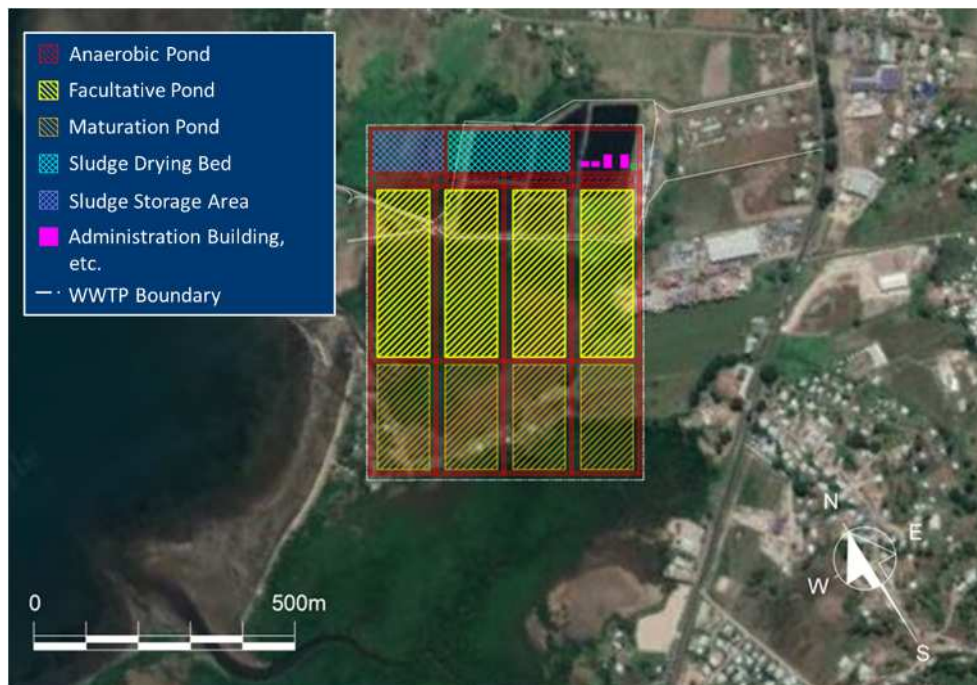 Anaerobic Pond
Facultative Pond
Maturation Pond
Sludge Drying Bed
Sludge Storage Area
Administration Building,
etc.
WWTP Boundary
N
E
W
S
0 500m